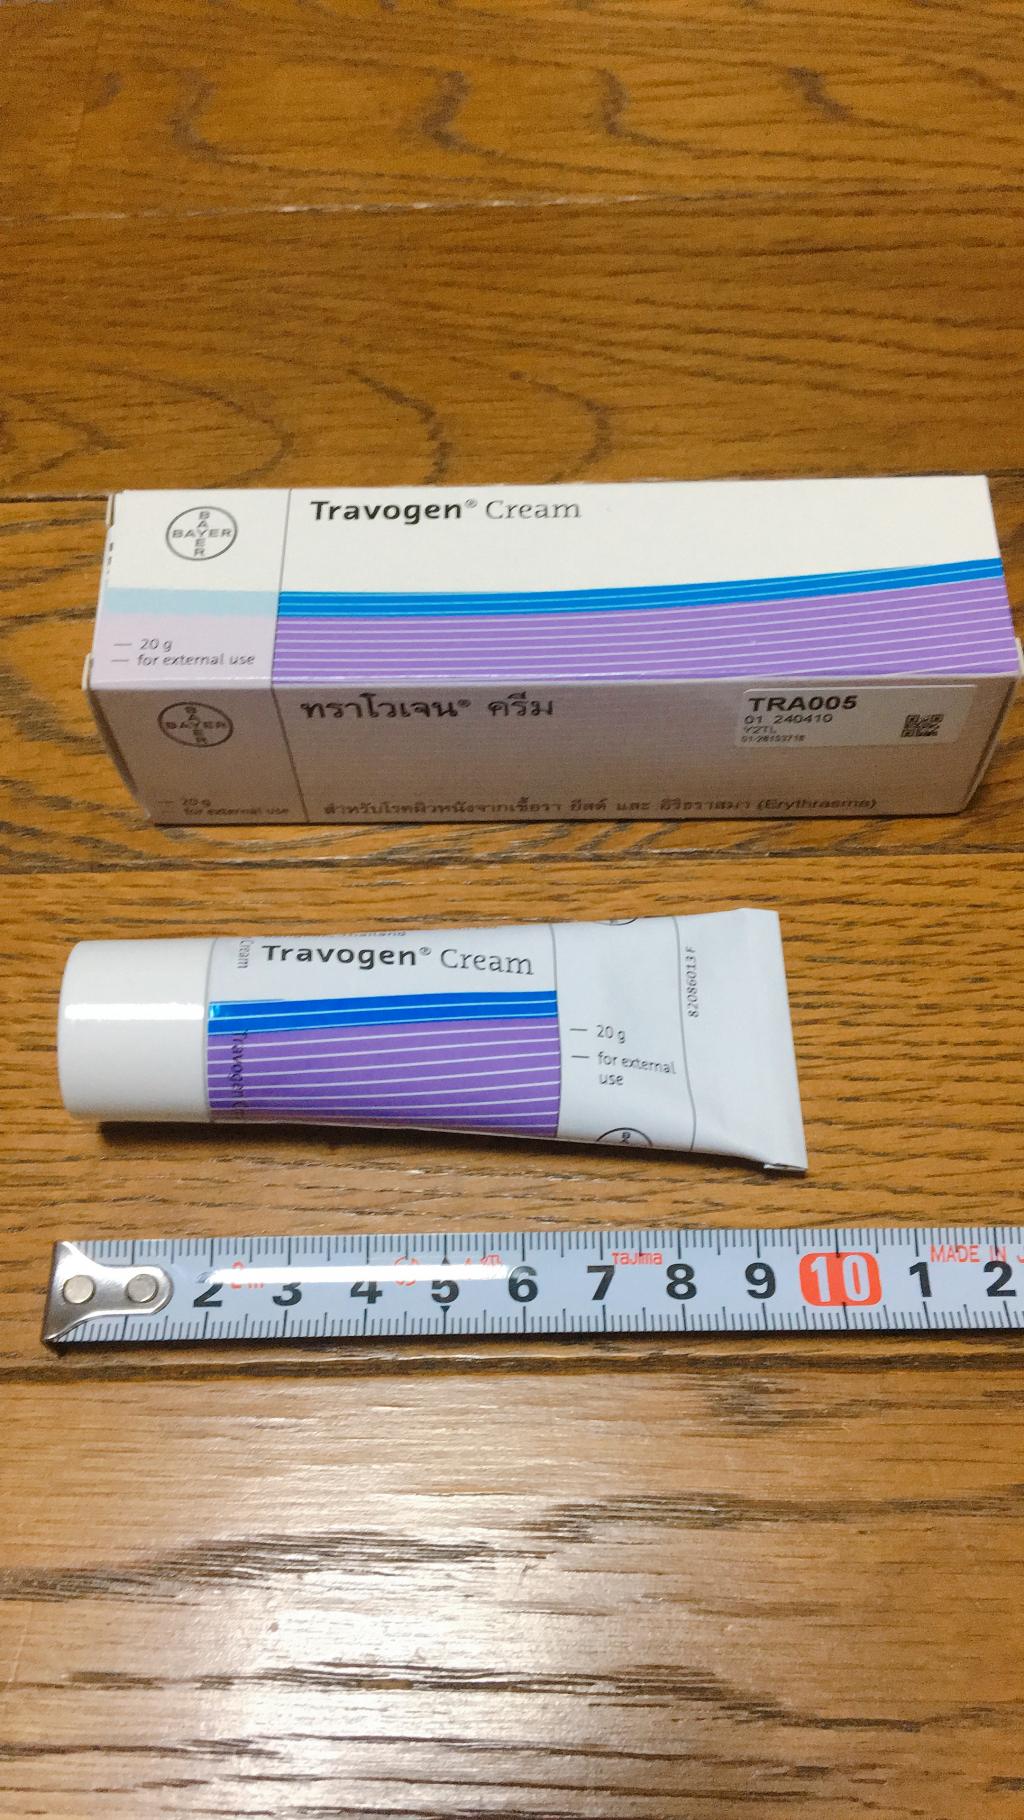 BAYER
Travogen® Cream
20 g
for external use
BAYER
ทราโวเจน® ครีม
TRA005
01 240410
Y2TL
20 g
for external use
สำหรับโรคผิวหนังจากเชื้อรา ยีสต์ และ อีริธราสมา (Erythrasma)
Cream
Travogen® Cream
82086013 F
20 g
for external
use
Travogen
2 3 4 5 6 7 8 9 10 1 2
2m
Tajima
MADE IN J